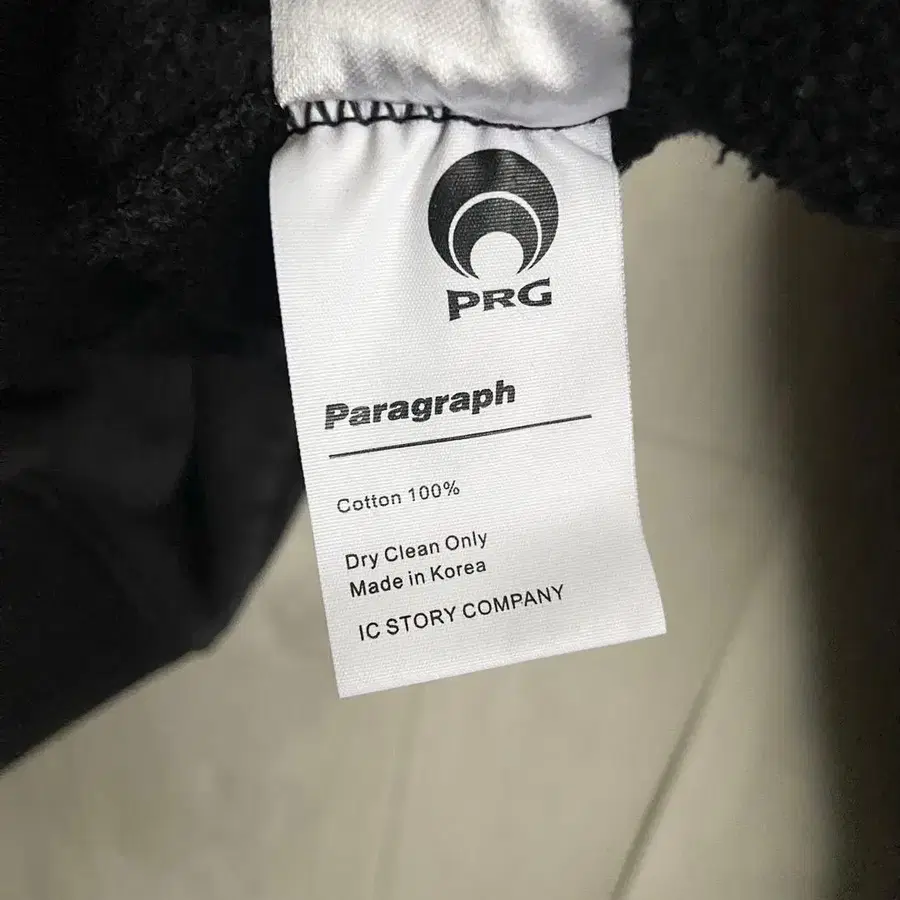 PRG
Paragraph
Cotton 100%
Dry Clean Only
Made in Korea
IC STORY COMPANY